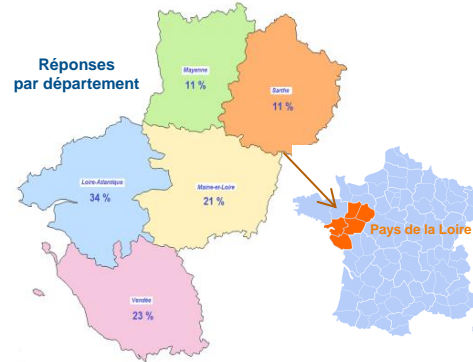 Réponses
par département
Mayenne
11 %
Sarthe
11 %
Loire-Atlantique
34 %
Maine-et-Loire
21 %
Pays de la Loire
Vendée
23 %